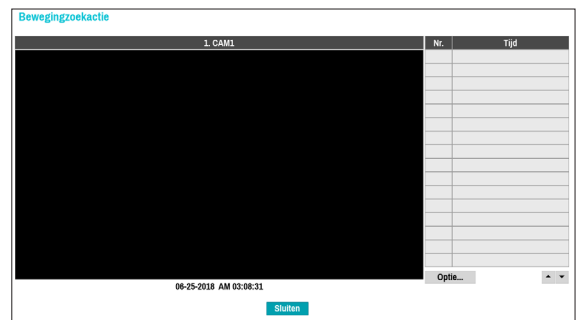 Bewegingzoekactie
1. CAM1
Nr. Tijd
Optie...
06-25-2018 AM 03:08:31
Sluiten